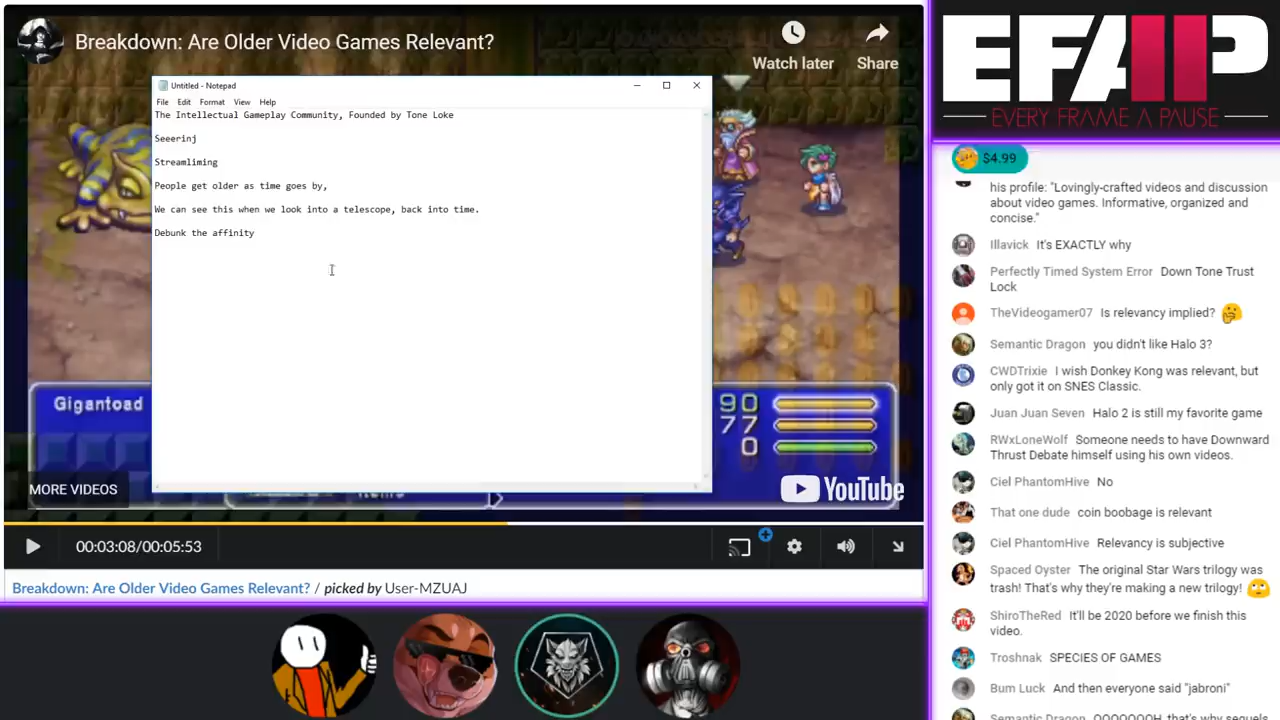 Breakdown: Are Older Video Games Relevant?
Watch later
Share
Untitled - Notepad
File Edit Format View Help
The Intellectual Gameplay Community, Founded by Tone Loke
Seeerinj
Streamliming
People get older as time goes by,
We can see this when we look into a telescope, back into time.
Debunk the affinity
Gigantoad
90
77
0
MORE VIDEOS
YouTube
00:03:08/00:05:53
Breakdown: Are Older Video Games Relevant? / picked by User-MZUAJ
EFAP
EVERY FRAME A PAUSE
$4.99
his profile: "Lovingly-crafted videos and discussion
about video games. Informative, organized and
concise."
Illavick It's EXACTLY why
Perfectly Timed System Error Down Tone Trust
Lock
TheVideogamer07 Is relevancy implied?
Semantic Dragon you didn't like Halo 3?
CWDTrixie I wish Donkey Kong was relevant, but
only got it on SNES Classic.
Juan Juan Seven Halo 2 is still my favorite game
RWxLoneWolf Someone needs to have Downward
Thrust Debate himself using his own videos.
Ciel PhantomHive No
That one dude coin boobage is relevant
Ciel PhantomHive Relevancy is subjective
Spaced Oyster The original Star Wars trilogy was
trash! That's why they're making a new trilogy!
ShiroTheRed It'll be 2020 before we finish this
video.
Troshnak SPECIES OF GAMES
Bum Luck And then everyone said "jabroni"
Semantic Dragon OOOOOOOH, that's why sequels